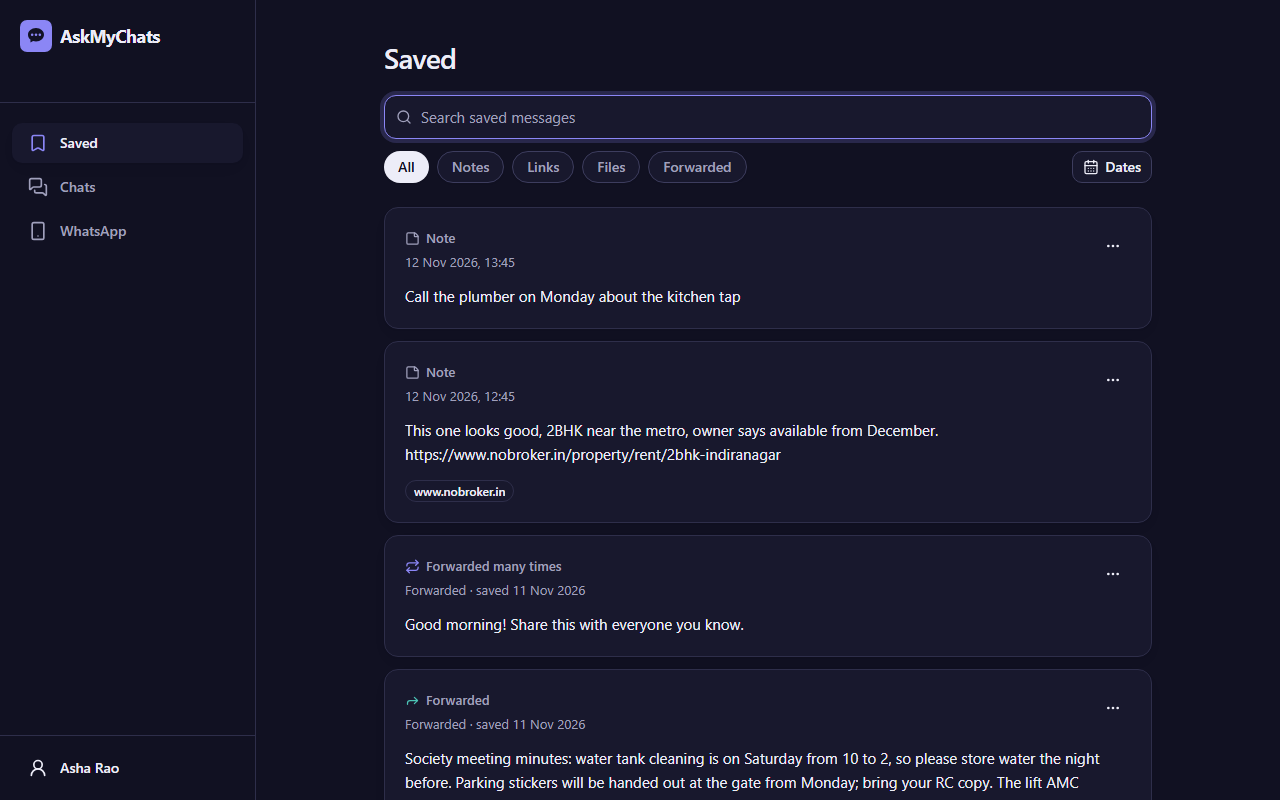 AskMyChats
Saved
Chats
WhatsApp
Asha Rao
Saved
Search saved messages
All
Notes
Links
Files
Forwarded
Dates
Note
12 Nov 2026, 13:45
Call the plumber on Monday about the kitchen tap
Note
12 Nov 2026, 12:45
This one looks good, 2BHK near the metro, owner says available from December.
https://www.nobroker.in/property/rent/2bhk-indiranagar
www.nobroker.in
Forwarded many times
Forwarded · saved 11 Nov 2026
Good morning! Share this with everyone you know.
Forwarded
Forwarded · saved 11 Nov 2026
Society meeting minutes: water tank cleaning is on Saturday from 10 to 2, so please store water the night
before. Parking stickers will be handed out at the gate from Monday; bring your RC copy. The lift AMC